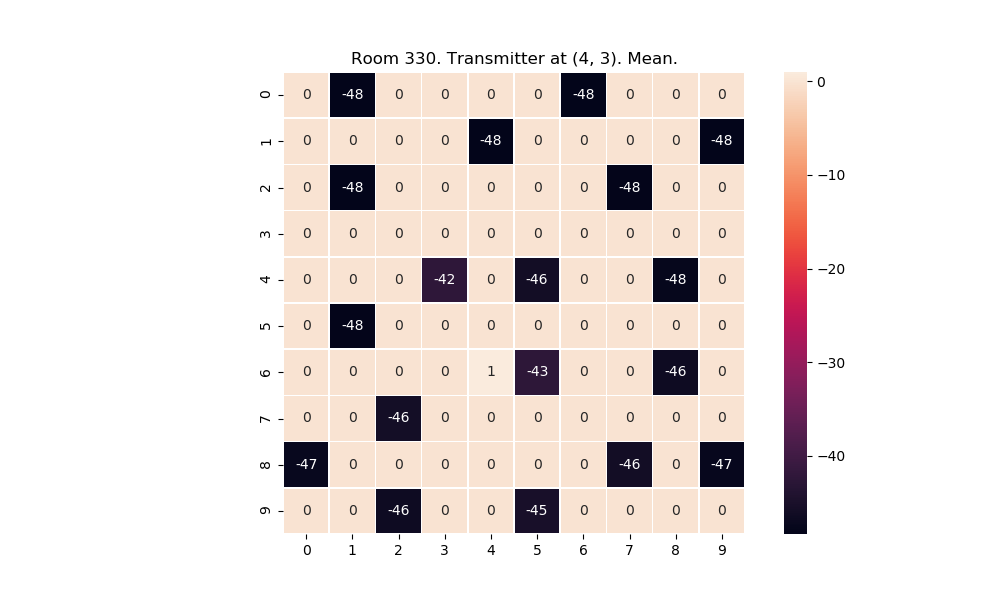 Room 330. Transmitter at (4, 3). Mean.
0 0 -48 0 0 0 0 -48 0 0 0
1 0 0 0 0 -48 0 0 0 0 -48
2 0 -48 0 0 0 0 0 -48 0 0
3 0 0 0 0 0 0 0 0 0 0
4 0 0 0 -42 0 -46 0 0 -48 0
5 0 -48 0 0 0 0 0 0 0 0
6 0 0 0 0 1 -43 0 0 -46 0
7 0 0 -46 0 0 0 0 0 0 0
8 -47 0 0 0 0 0 0 -46 0 -47
9 0 0 -46 0 0 -45 0 0 0 0
0 1 2 3 4 5 6 7 8 9
0
−10
−20
−30
−40